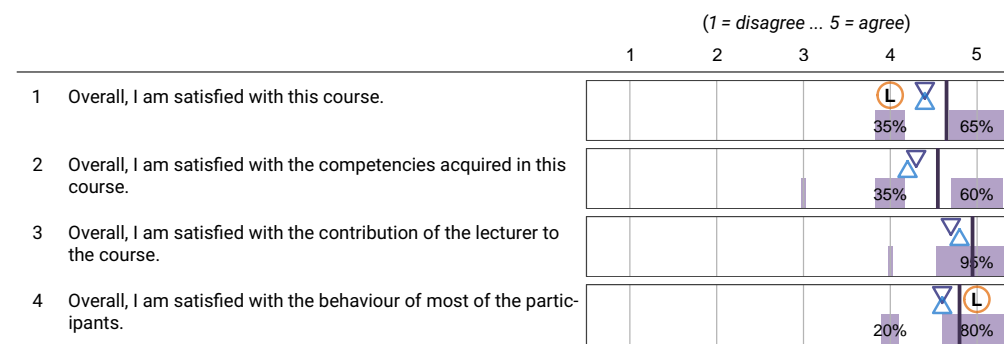 (1 = disagree ... 5 = agree)
1 2 3 4 5
1 Overall, I am satisfied with this course.
L
35% 65%
2 Overall, I am satisfied with the competencies acquired in this
course.
35% 60%
3 Overall, I am satisfied with the contribution of the lecturer to
the course.
95%
4 Overall, I am satisfied with the behaviour of most of the partic-
ipants.
L
20% 80%